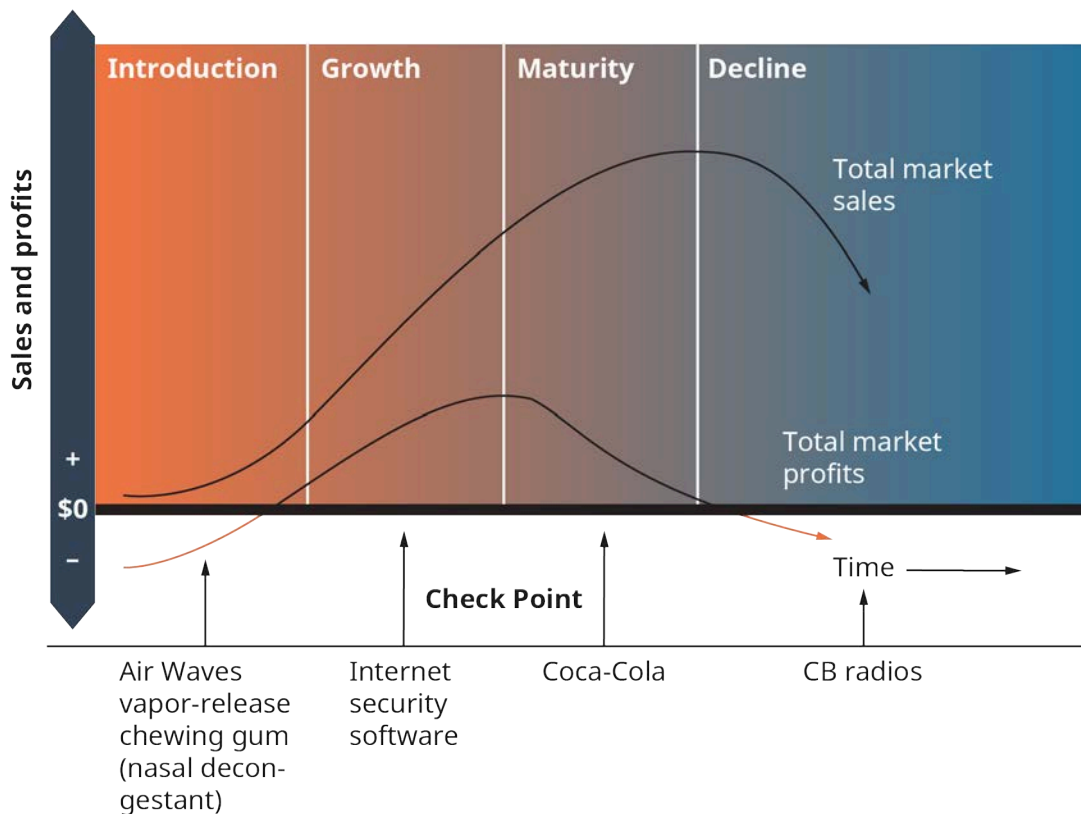 Introduction
Growth
Maturity
Decline
Total market
sales
Sales and profits
Total market
profits
+
$0
–
Time
Check Point
Air Waves
vapor-release
chewing gum
(nasal decon-
gestant)
Internet
security
software
Coca-Cola
CB radios